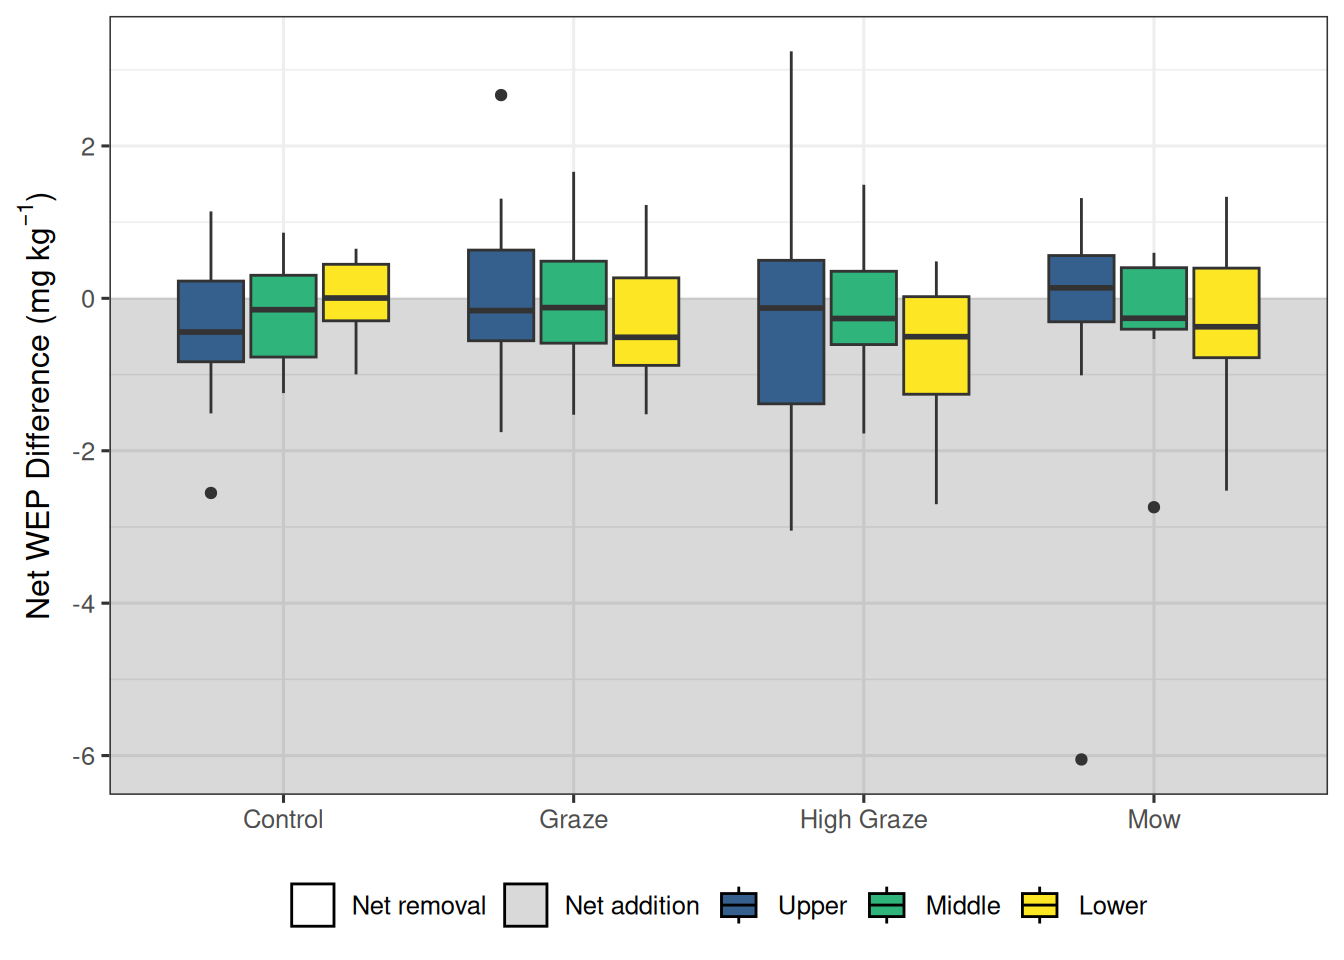 Net WEP Difference (mg kg⁻¹)
2
0
-2
-4
-6
Control
Graze
High Graze
Mow
Net removal
Net addition
Upper
Middle
Lower